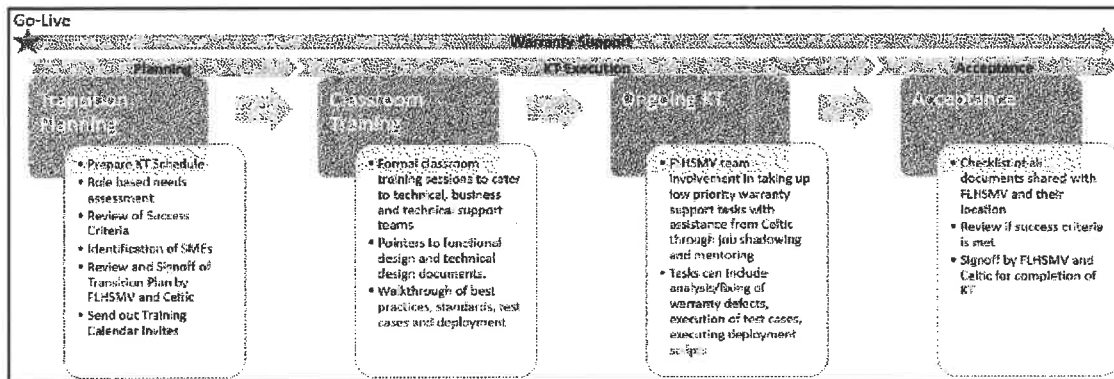 Go-Live
Warranty Support
Planning
KT Execution
Acceptance
Transition
Planning
• Prepare KT Schedule
• Role based needs
assessment
• Review of Success
Criteria
• Identification of SMEs
• Review and Signoff of
Transition Plan by
FLHSMV and Celtic
• Send out Training
Calendar Invites
Classroom
Training
• Formal classroom
training sessions to cater
to technical, business
and technical support
teams
• Pointers to functional
design and technical
design documents.
• Walkthrough of best
practices, standards, test
cases and deployment
Ongoing KT
• FLHSMV team
involvement in taking up
low priority warranty
support tasks with
assistance from Celtic
through job shadowing
and mentoring
• Tasks can include
analysis/fixing of
warranty defects,
execution of test cases,
executing deployment
scripts
Acceptance
• Checklist of all
documents shared with
FLHSMV and their
location
• Review if success criteria
is met
• Signoff by FLHSMV and
Celtic for completion of
KT